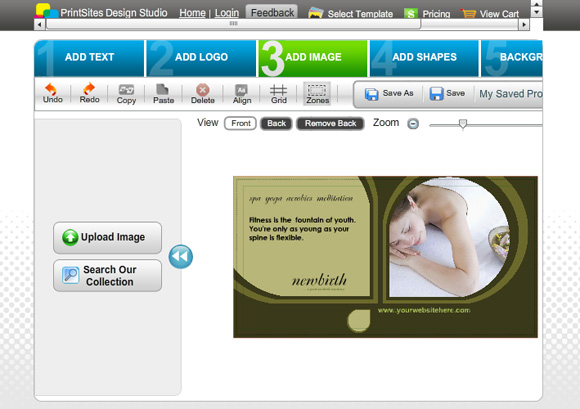 PrintSites Design Studio Home | Login Feedback Select Template $ Pricing View Cart
1 ADD TEXT 2 ADD LOGO 3 ADD IMAGE 4 ADD SHAPES 5 BACKGR
Undo Redo Copy Paste Delete Aa Align Grid Zones Save As Save My Saved Pro
View Front Back Remove Back Zoom
Upload Image
Search Our
Collection
spa yoga aerobics meditation
Fitness is the fountain of youth.
You're only as young as your
spine is flexible.
newbirth
www.yourwebsitehere.com